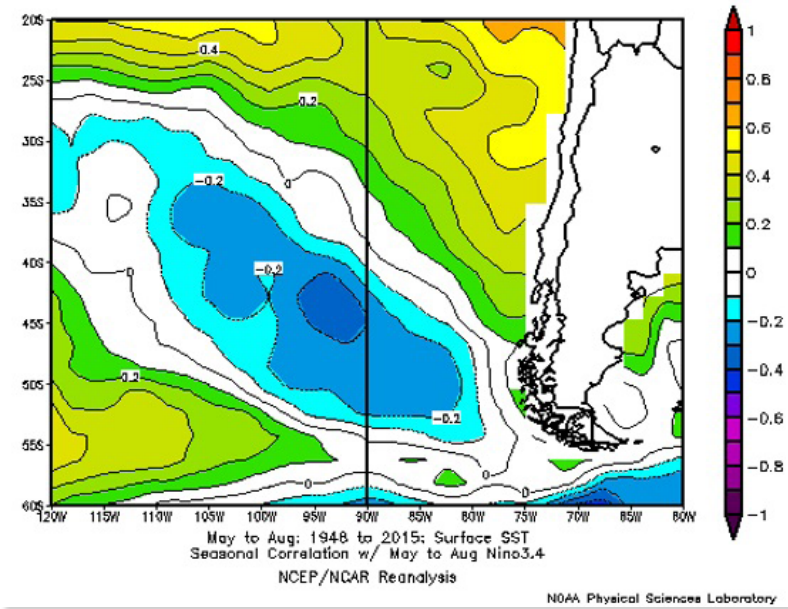 20S
25S
30S
35S
40S
45S
50S
55S
60S
0.4
0.2
0
-0.2
-0.2
0
0.2
-0.2
0
0
0
120W 115W 110W 105W 100W 95W 90W 85W 80W 75W 70W 65W 60W
1
0.8
0.6
0.4
0.2
0
-0.2
-0.4
-0.6
-0.8
-1
May to Aug: 1948 to 2015: Surface SST
Seasonal Correlation w/ May to Aug Nino3.4
NCEP/NCAR Reanalysis
NOAA Physical Sciences Laboratory